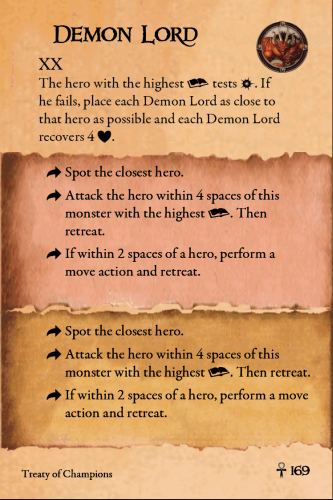 DEMON LORD
XX
The hero with the highest tests . If
he fails, place each Demon Lord as close to
that hero as possible and each Demon Lord
recovers 4 .
Spot the closest hero.
Attack the hero within 4 spaces of this
monster with the highest . Then
retreat.
If within 2 spaces of a hero, perform a
move action and retreat.
Spot the closest hero.
Attack the hero within 4 spaces of this
monster with the highest . Then retreat.
If within 2 spaces of a hero, perform a move
action and retreat.
Treaty of Champions
169